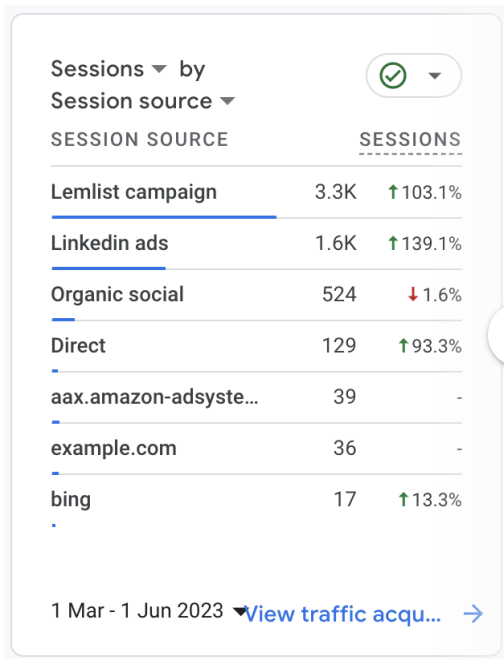 Sessions by
Session source
SESSION SOURCE SESSIONS
Lemlist campaign 3.3K ↑103.1%
Linkedin ads 1.6K ↑139.1%
Organic social 524 ↓1.6%
Direct 129 ↑93.3%
aax.amazon-adsyste... 39 -
example.com 36 -
bing 17 ↑13.3%
1 Mar - 1 Jun 2023 View traffic acqu... →